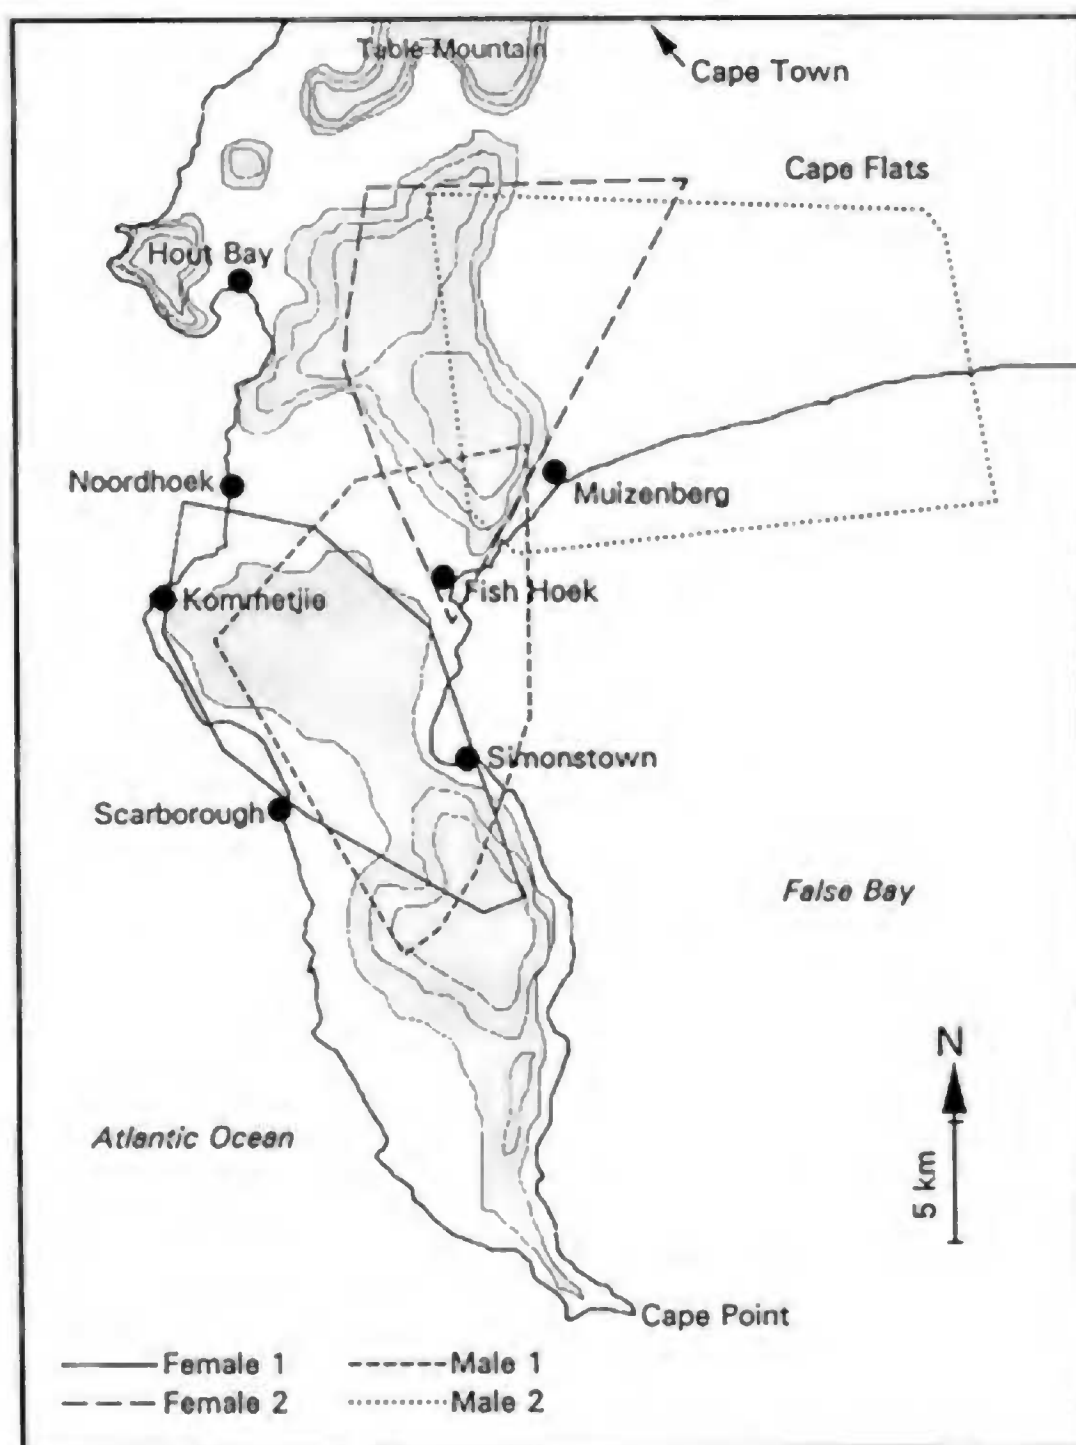 Table Mountain
Cape Town
Cape Flats
Hout Bay
Noordhoek
Muizenberg
Fish Hoek
Kommetjie
Simonstown
Scarborough
False Bay
N
Atlantic Ocean
5 km
Cape Point
Female 1
Male 1
Female 2
Male 2